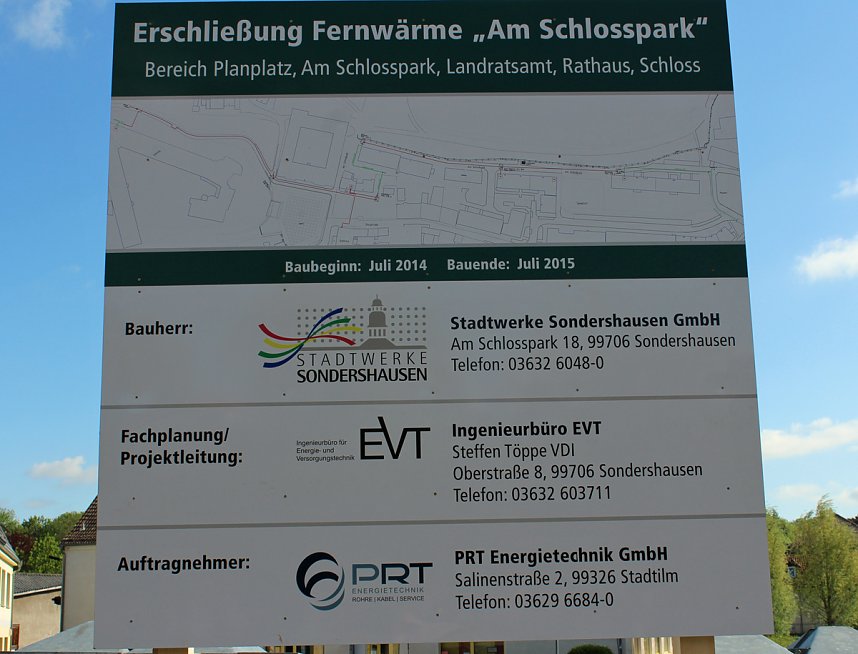 Erschließung Fernwärme „Am Schlosspark“
Bereich Planplatz, Am Schlosspark, Landratsamt, Rathaus, Schloss
Baubeginn: Juli 2014 Bauende: Juli 2015
Bauherr:
STADTWERKE
SONDERSHAUSEN
Stadtwerke Sondershausen GmbH
Am Schlosspark 18, 99706 Sondershausen
Telefon: 03632 6048-0
Fachplanung/
Projektleitung:
Ingenieurbüro für
Energie- und
Versorgungstechnik
EVT
Ingenieurbüro EVT
Steffen Töppe VDI
Oberstraße 8, 99706 Sondershausen
Telefon: 03632 603711
Auftragnehmer:
PRT
ENERGIETECHNIK
ROHRE | KABEL | SERVICE
PRT Energietechnik GmbH
Salinenstraße 2, 99326 Stadtilm
Telefon: 03629 6684-0